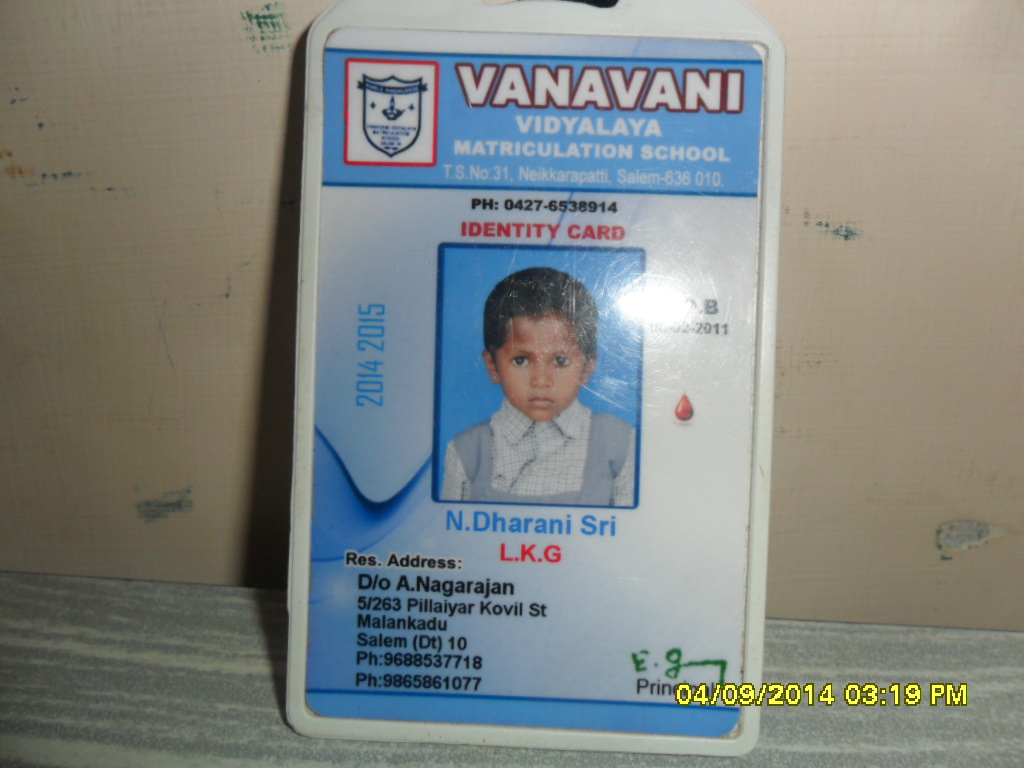 VANAVANI
VIDYALAYA
MATRICULATION SCHOOL
T.S.No:31, Neikkarapatti, Salem-636 010.
PH: 0427-6538914
IDENTITY CARD
2014 2015
N.Dharani Sri
L.K.G
Res. Address:
D/o A.Nagarajan
5/263 Pillaiyar Kovil St
Malankadu
Salem (Dt) 10
Ph:9688537718
Ph:9865861077
04/09/2014 03:19 PM